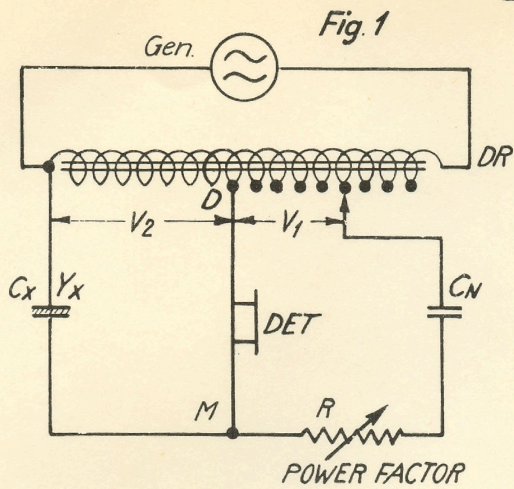 Fig. 1
Gen.
DR
D
V2
V1
Cx
Yx
CN
DET
M
R
POWER FACTOR